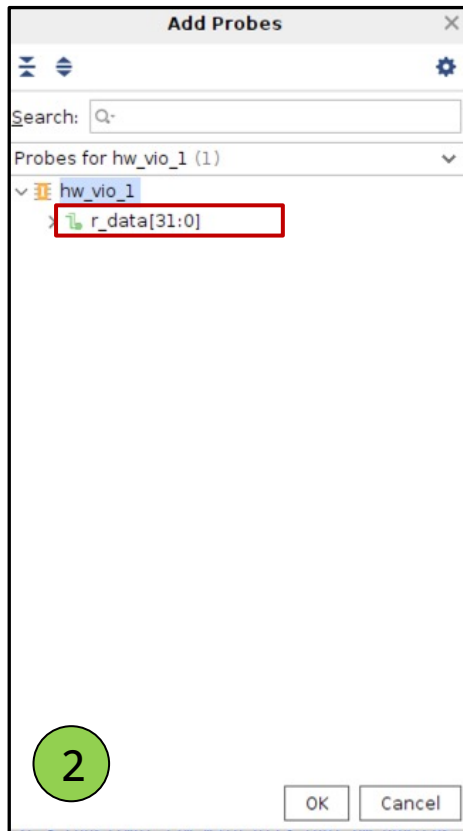 Add Probes
Search:
Probes for hw_vio_1 (1)
hw_vio_1
r_data[31:0]
2
OK Cancel